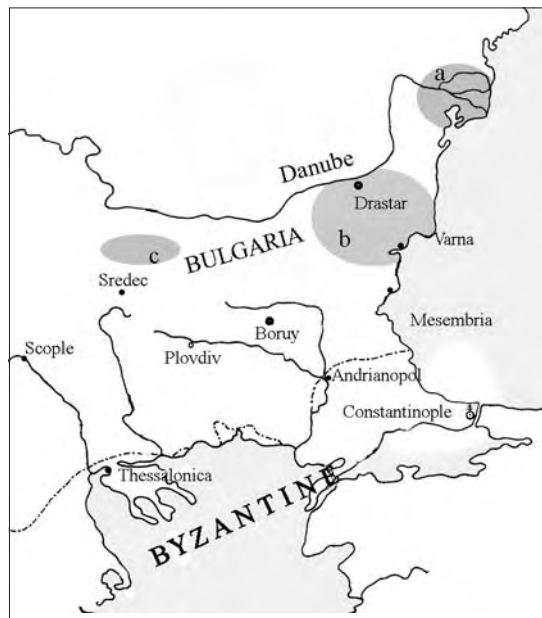 a
Danube
Drastar
b
Varna
c
BULGARIA
Sredec
Mesembria
Boruy
Scople
Plovdiv
Andrianopol
Constantinople
Thessalonica
BYZANTINE